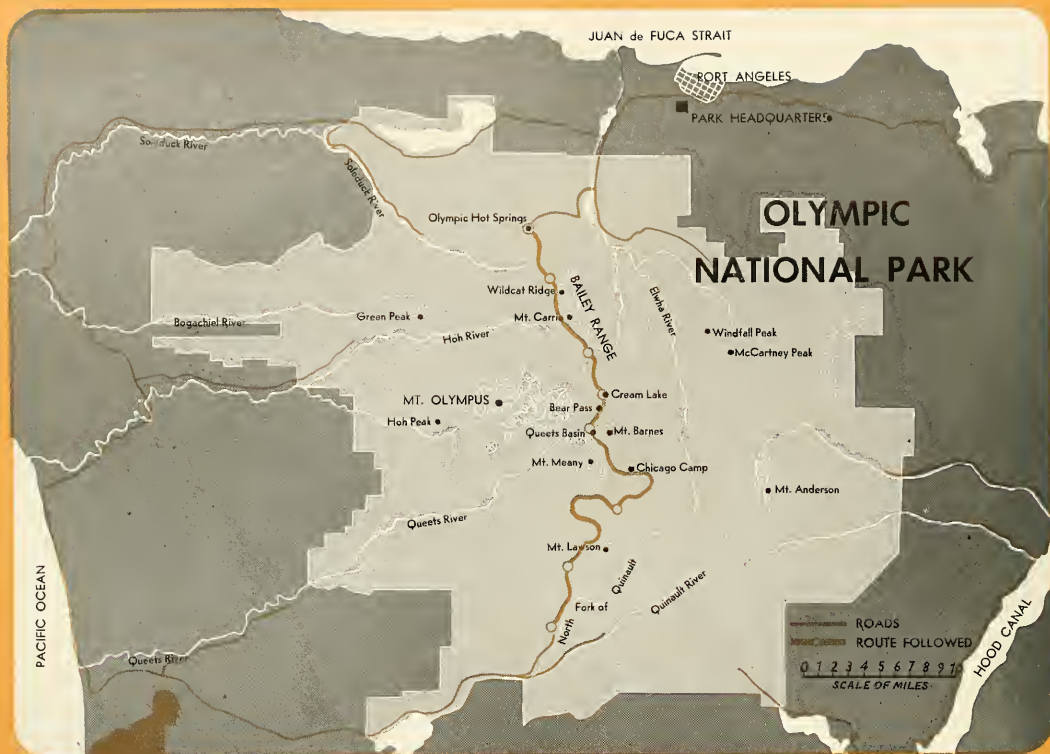 JUAN de FUCA STRAIT
PORT ANGELES
PARK HEADQUARTERS
Soleduck River
Soleduck River
Olympic Hot Springs
OLYMPIC
NATIONAL PARK
Wildcat Ridge
BAILEY RANGE
Elwha River
Bogachiel River
Green Peak
Mt. Carrie
Hoh River
Windfall Peak
McCartney Peak
MT. OLYMPUS
Cream Lake
Bear Pass
Hoh Peak
Queets Basin
Mt. Barnes
Mt. Meany
Chicago Camp
Mt. Anderson
Queets River
Mt. Lawson
North Fork of Quinault
Quinault River
PACIFIC OCEAN
Queets River
ROADS
ROUTE FOLLOWED
0 1 2 3 4 5 6 7 8 9 10
SCALE OF MILES
HOOD CANAL